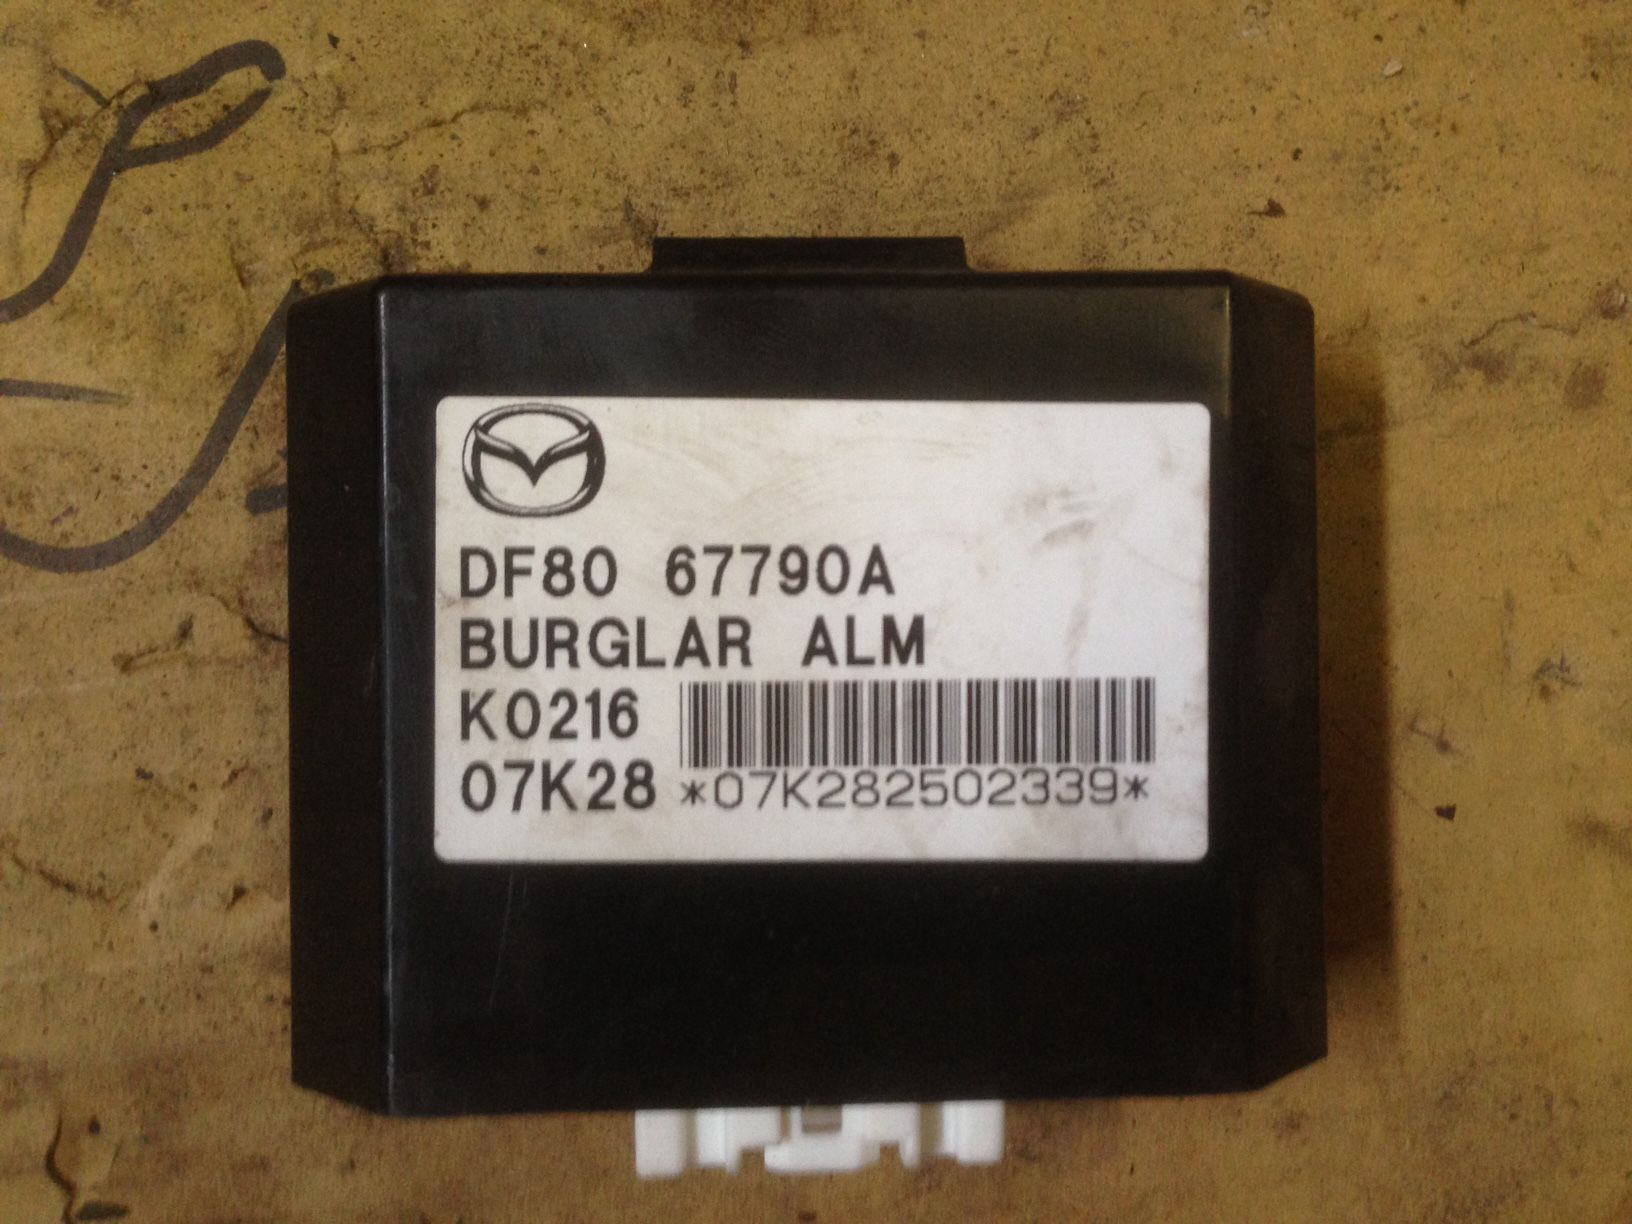 DF80 67790A
BURGLAR ALM
K0216
07K28 *07K282502339*